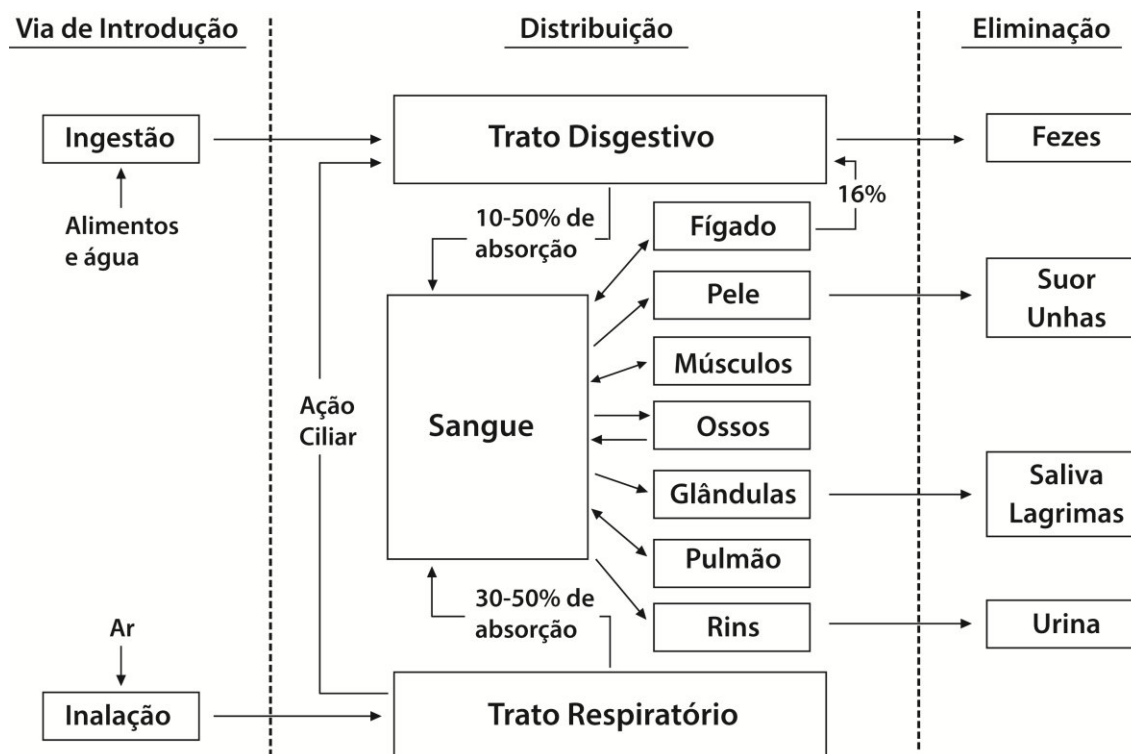 Via de Introdução
Distribuição
Eliminação
Ingestão
Trato Disgestivo
Fezes
16%
Alimentos
e água
10-50% de
absorção
Fígado
Pele
Suor
Unhas
Músculos
Ação
Ciliar
Sangue
Ossos
Glândulas
Saliva
Lagrimas
Pulmão
30-50% de
absorção
Rins
Urina
Ar
Inalação
Trato Respiratório